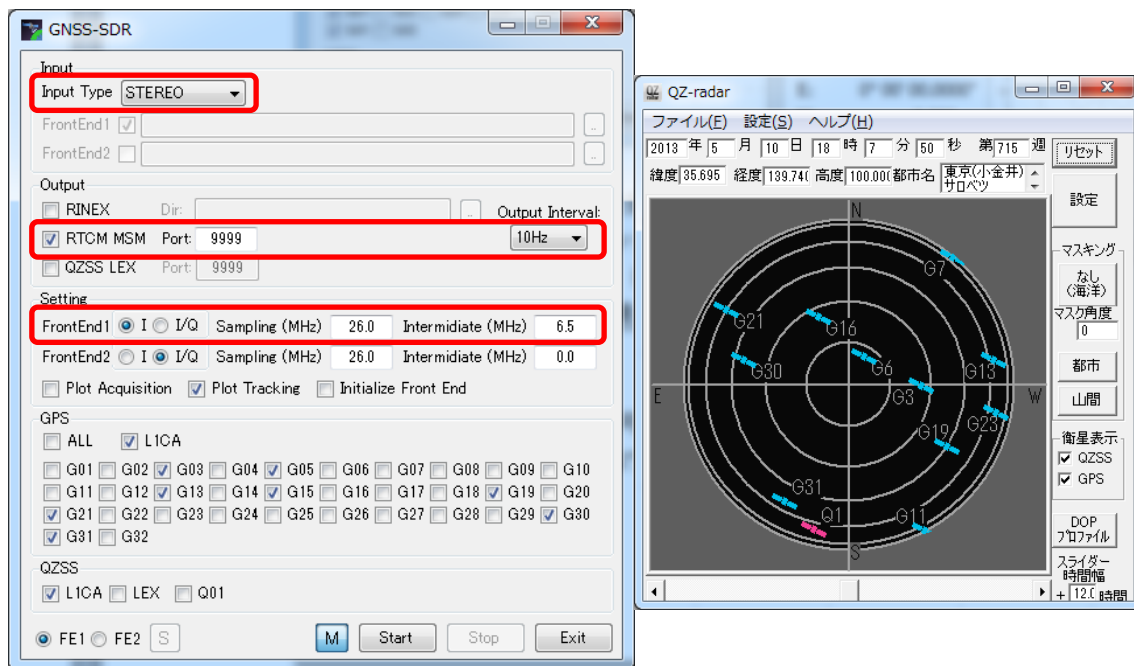 GNSS-SDR
Input
Input Type STEREO
FrontEnd1 ..
FrontEnd2 ..
Output
RINEX Dir: .. Output Interval:
RTCM MSM Port: 9999 10Hz
QZSS LEX Port: 9999
Setting
FrontEnd1 I I/Q Sampling (MHz) 26.0 Intermidiate (MHz) 6.5
FrontEnd2 I I/Q Sampling (MHz) 26.0 Intermidiate (MHz) 0.0
Plot Acquisition Plot Tracking Initialize Front End
GPS
ALL L1CA
G01 G02 G03 G04 G05 G06 G07 G08 G09 G10
G11 G12 G13 G14 G15 G16 G17 G18 G19 G20
G21 G22 G23 G24 G25 G26 G27 G28 G29 G30
G31 G32
QZSS
L1CA LEX Q01
FE1 FE2 S M Start Stop Exit
QZ-radar
ファイル(F) 設定(S) ヘルプ(H)
2013 年 5 月 10 日 18 時 7 分 50 秒 第 715 週
緯度 35.695 経度 139.74( 高度 100.00( 都市名 東京(小金井)
サロベツ
リセット
設定
マスキング
なし
(海洋)
マスク角度
0
都市
山間
衛星表示
QZSS
GPS
DOP
プロファイル
スライダー
時間幅
+ 12.0 時間
N
G7
G21
G16
G30
G6
G13
E
G3
W
G19
G23
G31
Q1
G11
S